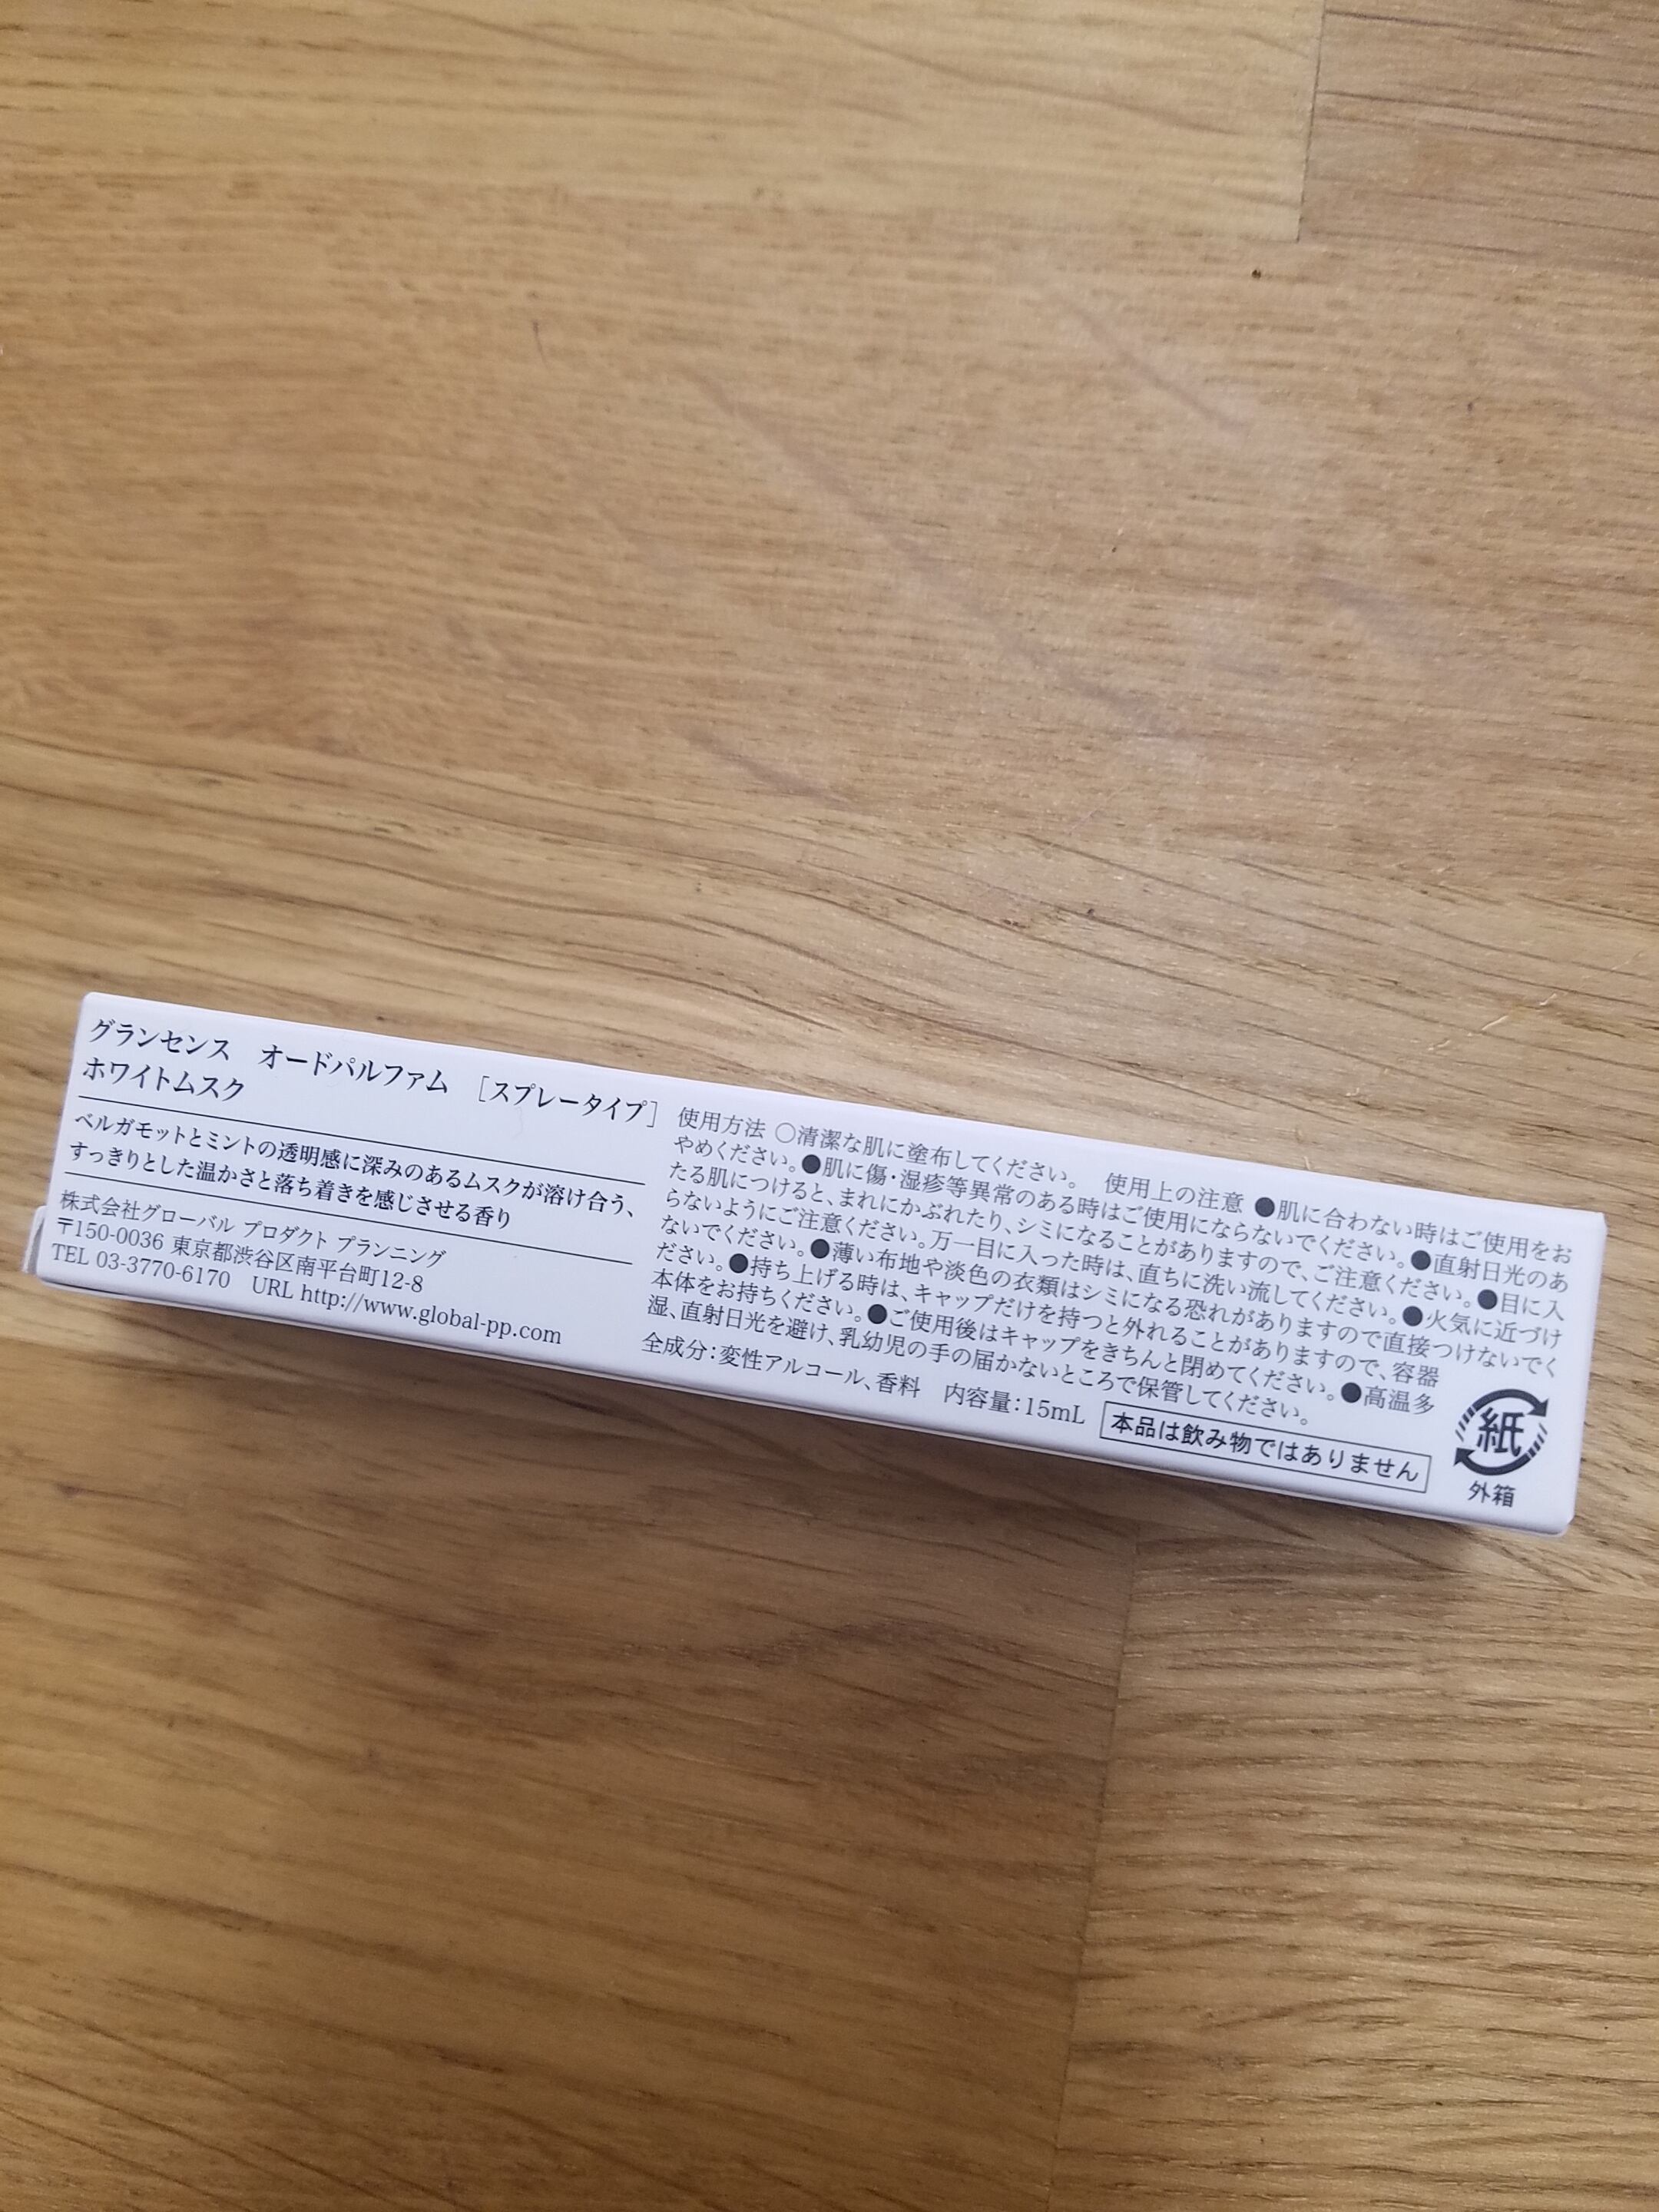 グランセンス　オードパルファム　［スプレータイプ］
ホワイトムスク
ベルガモットとミントの透明感に深みのあるムスクが溶け合う、
すっきりとした温かさと落ち着きを感じさせる香り
株式会社グローバル プロダクト プランニング
〒150-0036 東京都渋谷区南平台町12-8
TEL 03-3770-6170　URL http://www.global-pp.com
使用方法 ○清潔な肌に塗布してください。　使用上の注意 ●肌に合わない時はご使用をお
やめください。●肌に傷・湿疹等異常のある時はご使用にならないでください。●直射日光のあ
たる肌につけると、まれにかぶれたり、シミになることがありますので、ご注意ください。●目に入
らないようにご注意ください。万一目に入った時は、直ちに洗い流してください。●火気に近づけ
ないでください。●薄い布地や淡色の衣類はシミになる恐れがありますので直接つけないでく
ださい。●持ち上げる時は、キャップだけを持つと外れることがありますので、容器
本体をお持ちください。●ご使用後はキャップをきちんと閉めてください。●高温多
湿、直射日光を避け、乳幼児の手の届かないところで保管してください。
全成分：変性アルコール、香料　内容量：15mL　本品は飲み物ではありません
紙
外箱